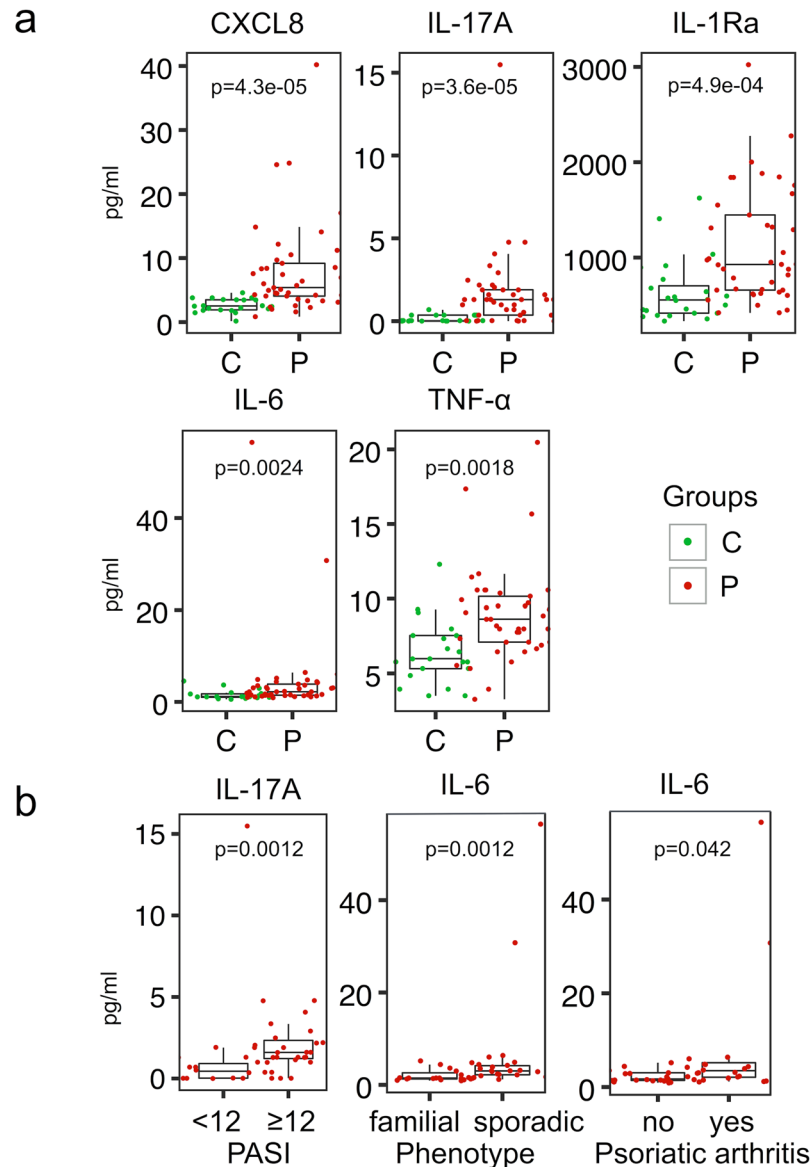 a
CXCL8 IL-17A IL-1Ra
40 15 3000
p=4.3e-05 p=3.6e-05 p=4.9e-04
30
10 2000
20
pg/ml
5
10 1000
0 0
C P C P C P
IL-6 TNF-α
20
p=0.0024 p=0.0018
40 15
Groups
C
pg/ml
20 10
P
5
0
C P C P
b
IL-17A IL-6 IL-6
15
p=0.0012 p=0.0012 p=0.042
40 40
10
pg/ml
20 20
5
0 0 0
<12 ≥12 familial sporadic no yes
PASI Phenotype Psoriatic arthritis